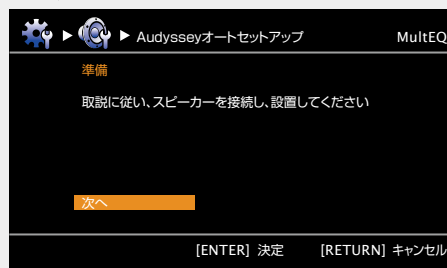 Audysseyオートセットアップ MultEQ
準備
取説に従い、スピーカーを接続し、設置してください
次へ
[ENTER] 決定 [RETURN] キャンセル